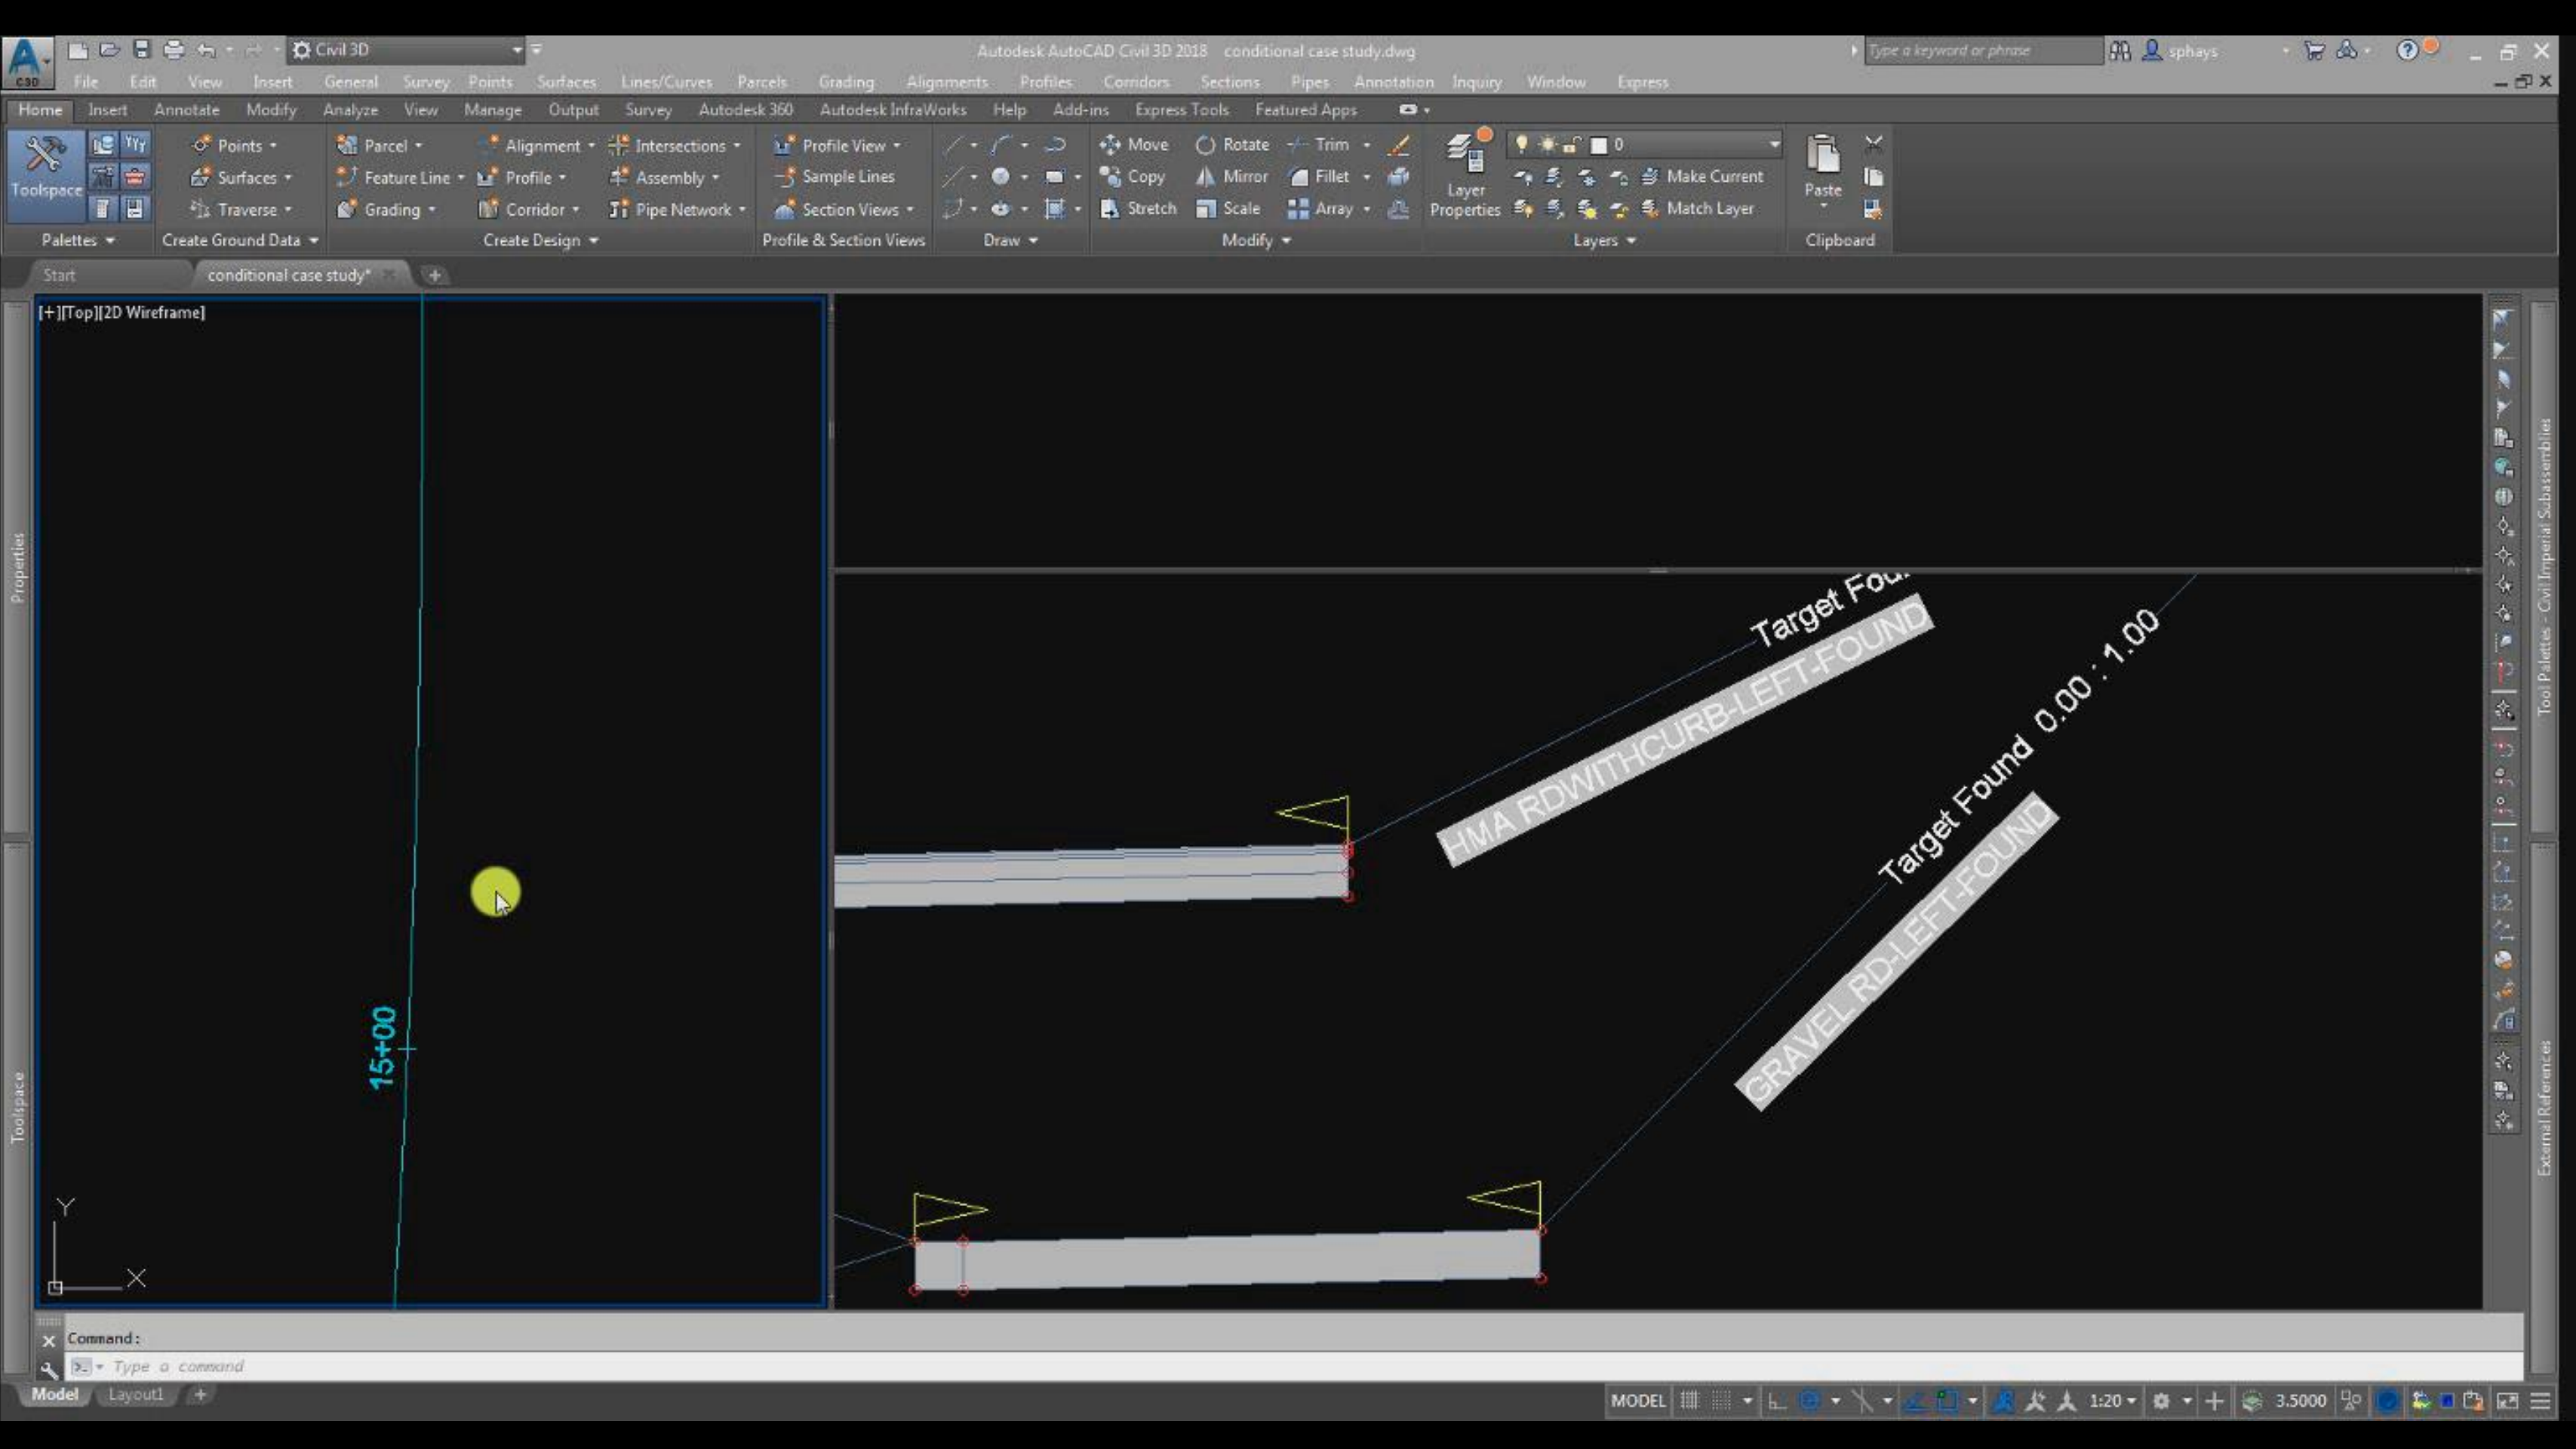 Civil 3D
Autodesk AutoCAD Civil 3D 2018 conditional case study.dwg
Type a keyword or phrase
sphays
C3D
File Edit View Insert General Survey Points Surfaces Lines/Curves Parcels Grading Alignments Profiles Corridors Sections Pipes Annotation Inquiry Window Express
Home Insert Annotate Modify Analyze View Manage Output Survey Autodesk 360 Autodesk InfraWorks Help Add-ins Express Tools Featured Apps
Points Parcel Alignment Intersections Profile View Move Rotate Trim 0
Toolspace Surfaces Feature Line Profile Assembly Sample Lines Copy Mirror Fillet Layer Properties Make Current Paste
Traverse Grading Corridor Pipe Network Section Views Stretch Scale Array Match Layer
Palettes Create Ground Data Create Design Profile & Section Views Draw Modify Layers Clipboard
Start conditional case study* +
[+][Top][2D Wireframe]
Properties
Toolspace
15+00
Y
X
Target Fou
HMA RDWITHCURB-LEFT-FOUND
Target Found 0.00 : 1.00
GRAVEL RD-LEFT-FOUND
Tool Palettes - Civil Imperial Subassemblies
External References
Command:
Type a command
Model Layout1 +
MODEL 1:20 3.5000